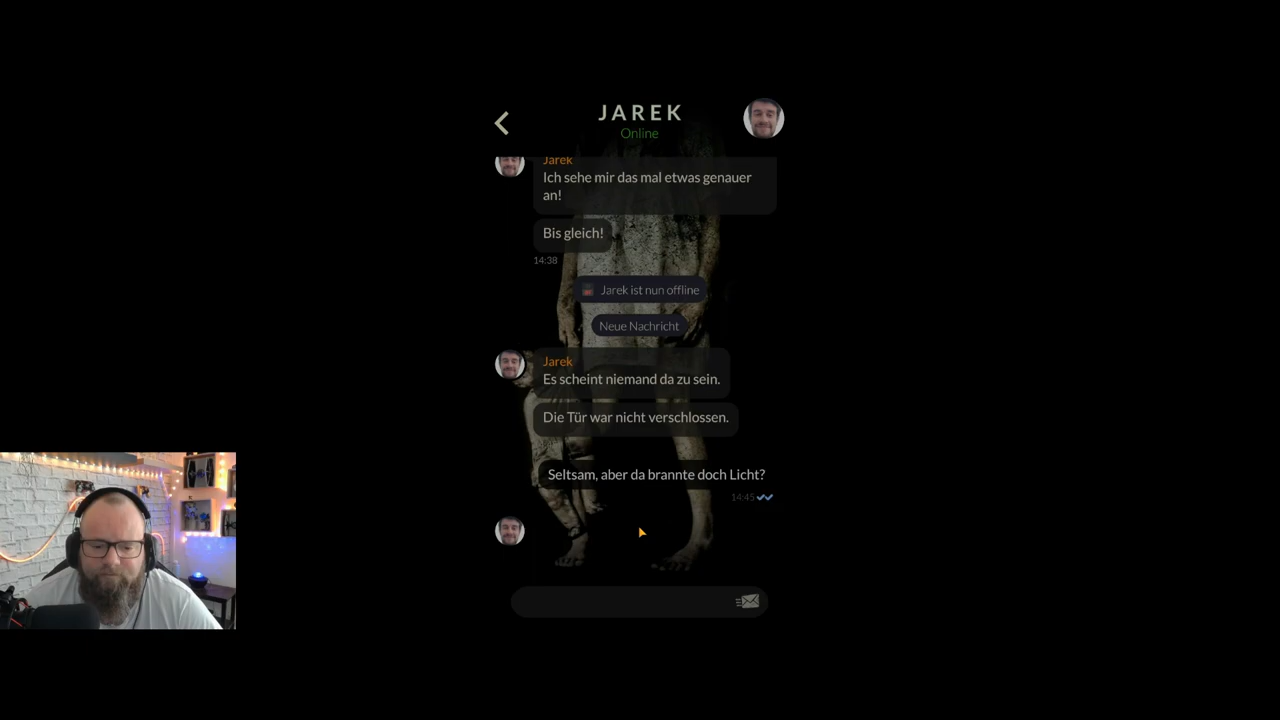 JAREK
Online
Jarek
Ich sehe mir das mal etwas genauer
an!
Bis gleich!
14:38
Jarek ist nun offline
Neue Nachricht
Jarek
Es scheint niemand da zu sein.
Die Tür war nicht verschlossen.
Seltsam, aber da brannte doch Licht?
14:45